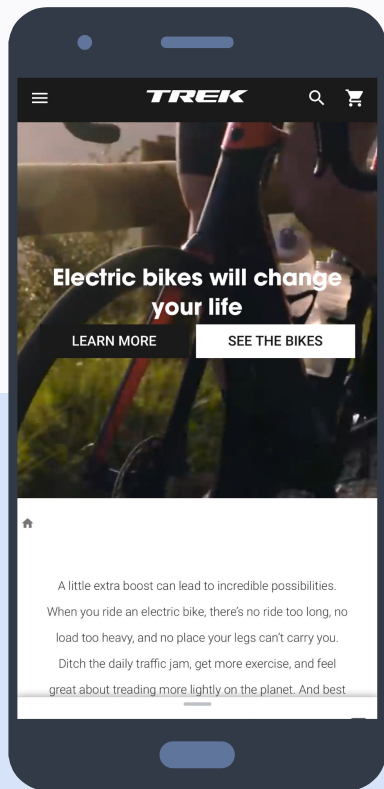 TREK
Electric bikes will change
your life
LEARN MORE
SEE THE BIKES
A little extra boost can lead to incredible possibilities.
When you ride an electric bike, there's no ride too long, no
load too heavy, and no place your legs can't carry you.
Ditch the daily traffic jam, get more exercise, and feel
great about treading more lightly on the planet. And best